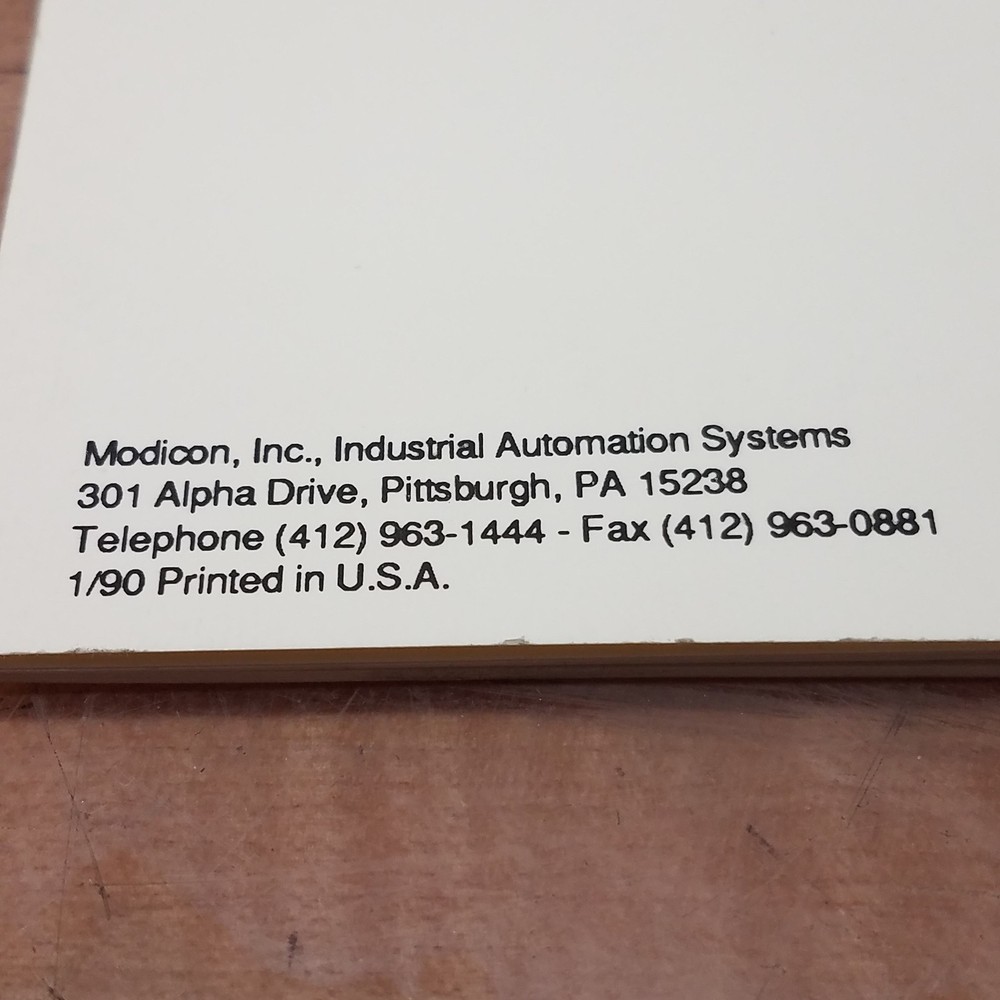 Modicon, Inc., Industrial Automation Systems
301 Alpha Drive, Pittsburgh, PA 15238
Telephone (412) 963-1444 - Fax (412) 963-0881
1/90 Printed in U.S.A.